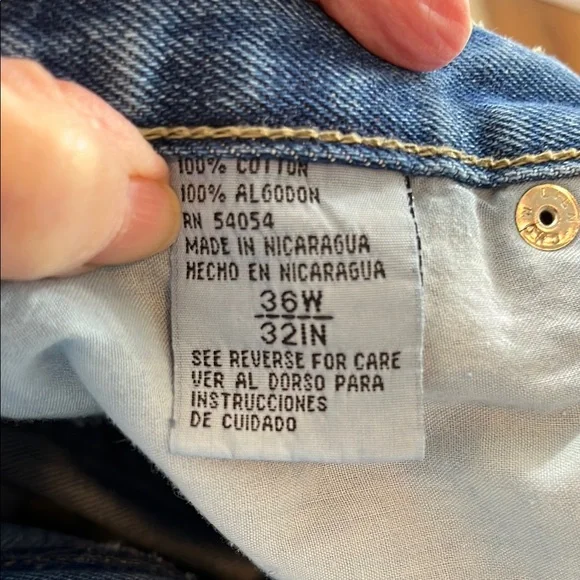 100% COTTON
100% ALGODON
RN 54054
MADE IN NICARAGUA
HECHO EN NICARAGUA
36W
32IN
SEE REVERSE FOR CARE
VER AL DORSO PARA
INSTRUCCIONES
DE CUIDADO